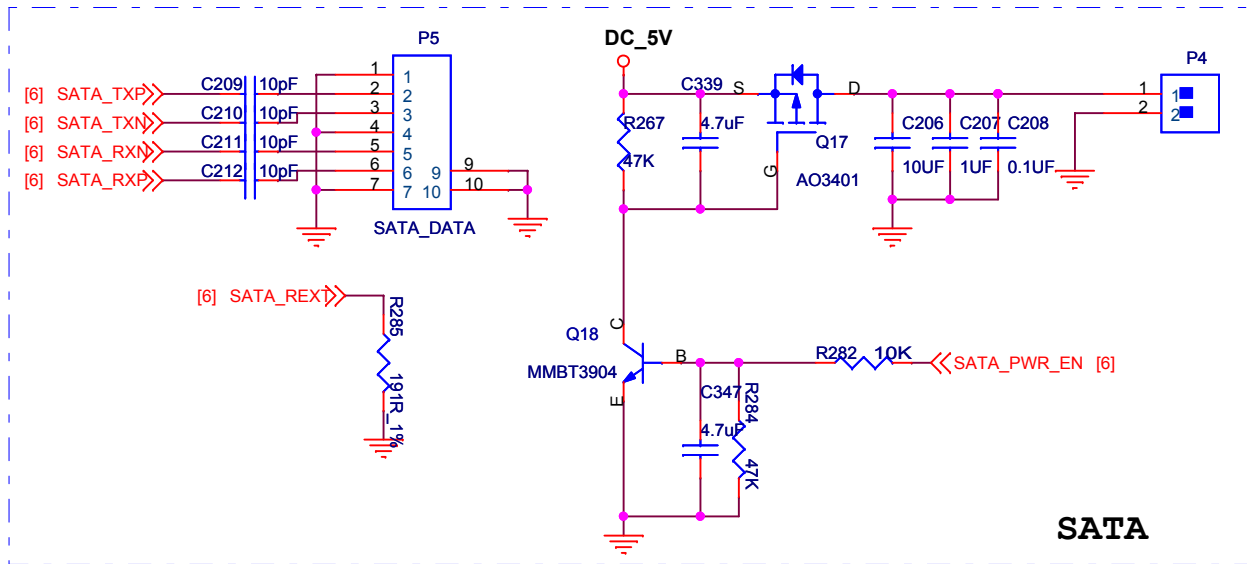 P5
DC_5V
P4
[6] SATA_TXP
C209
10pF
1
1
2
2
[6] SATA_TXN
C210
10pF
3
3
4
4
[6] SATA_RXN
C211
10pF
5
5
[6] SATA_RXP
C212
10pF
6
6
7
7
9
9
10
10
SATA_DATA
R267
47K
C339
4.7uF
S
D
G
Q17
AO3401
C206
10UF
C207
1UF
C208
0.1UF
1
1
2
2
[6] SATA_REXT
R285
191R_1%
Q18
MMBT3904
C
B
E
C347
4.7uF
R284
47K
R282
10K
SATA_PWR_EN [6]
SATA